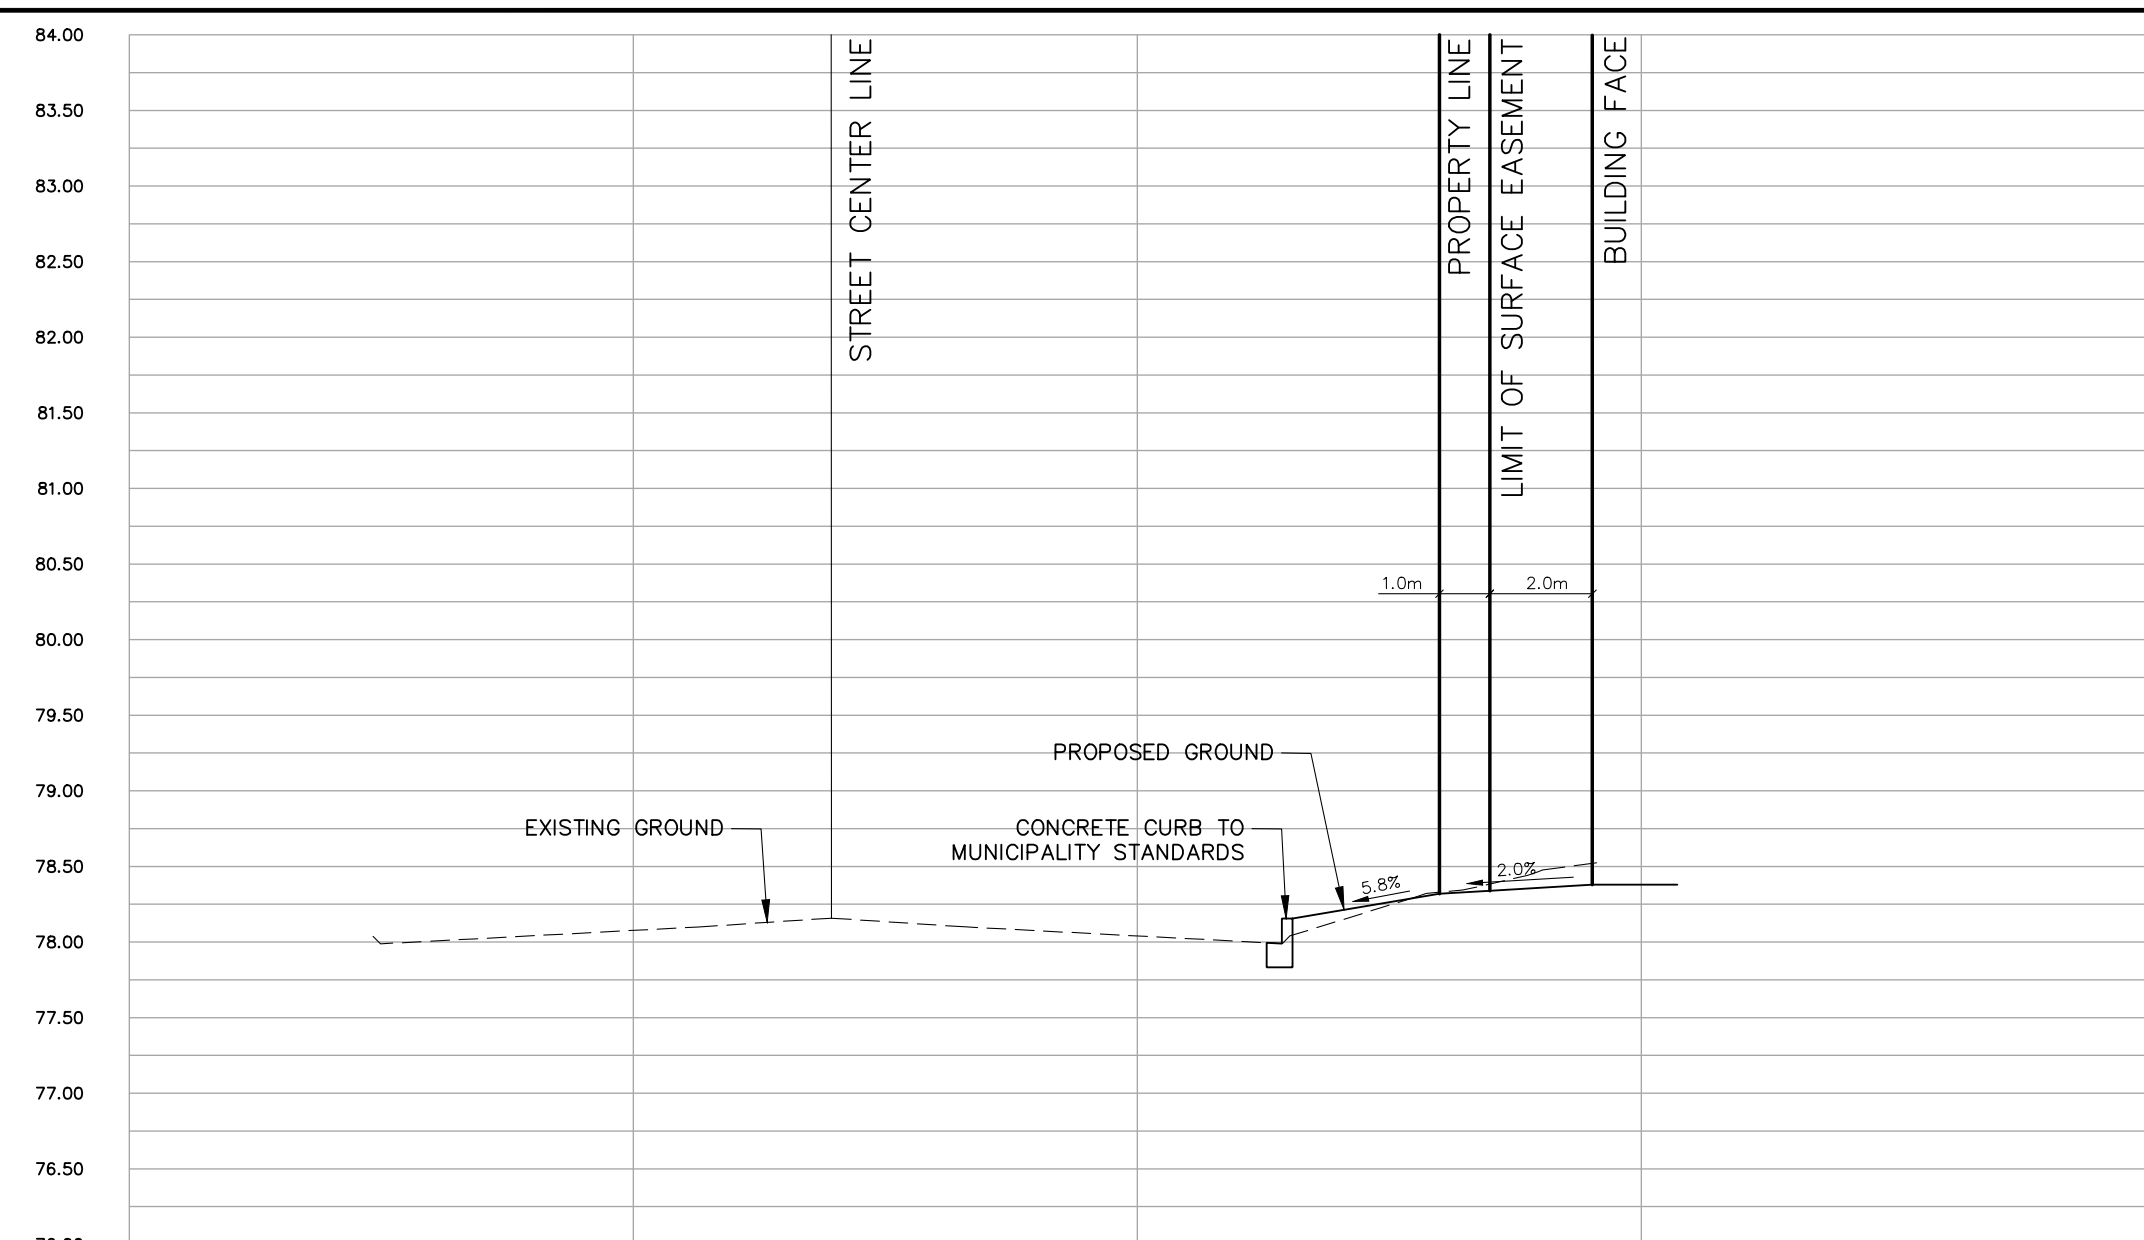 84.00
83.50
83.00
82.50
82.00
81.50
81.00
80.50
80.00
79.50
79.00
78.50
78.00
77.50
77.00
76.50
STREET CENTER LINE
PROPERTY LINE
LIMIT OF SURFACE EASEMENT
BUILDING FACE
1.0m
2.0m
PROPOSED GROUND
EXISTING GROUND
CONCRETE CURB TO
MUNICIPALITY STANDARDS
5.8%
2.0%